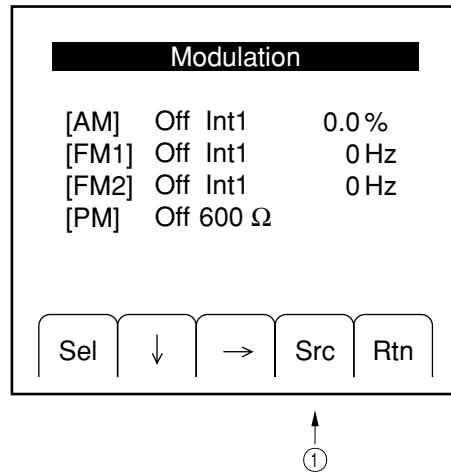 Modulation
[AM] Off Int1 0.0 %
[FM1] Off Int1 0 Hz
[FM2] Off Int1 0 Hz
[PM] Off 600 Ω
Sel ↓ → Src Rtn
①